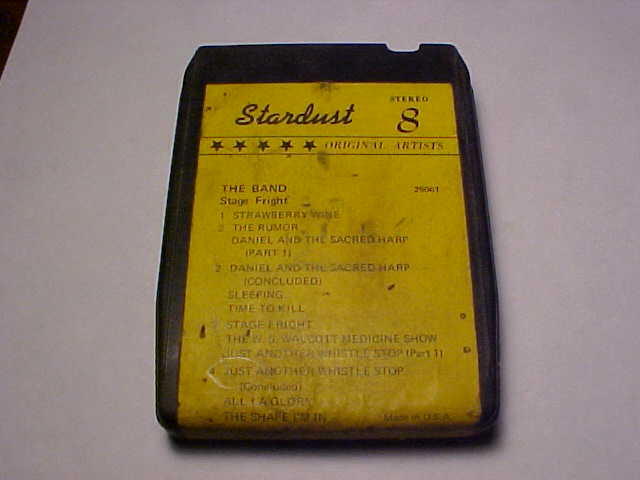 Stardust
STEREO
8
ORIGINAL ARTISTS
THE BAND 29061
Stage Fright
1 STRAWBERRY WINE
2 THE RUMOR
DANIEL AND THE SACRED HARP
(PART 1)
2 DANIEL AND THE SACRED HARP
(CONCLUDED)
SLEEPING
TIME TO KILL
3 STAGE FRIGHT
THE W. S. WALCOTT MEDICINE SHOW
JUST ANOTHER WHISTLE STOP (Part 1)
4 JUST ANOTHER WHISTLE STOP
(Concluded)
ALL LA GLORY
THE SHAPE I'M IN Made in U.S.A.